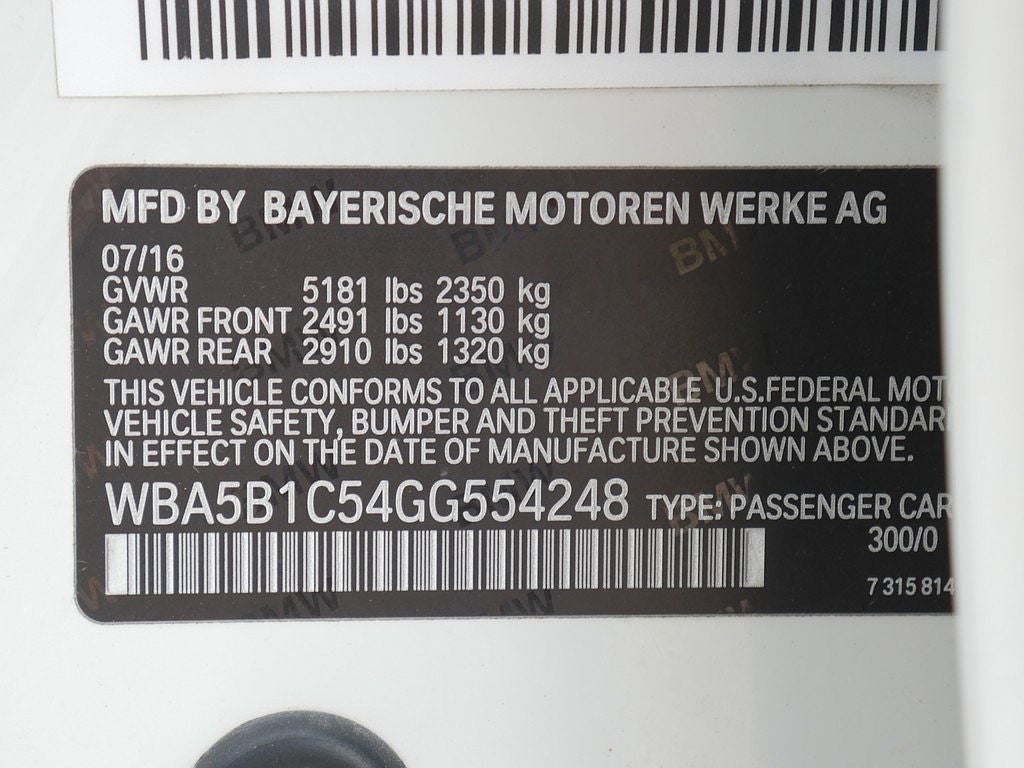 MFD BY BAYERISCHE MOTOREN WERKE AG
07/16
GVWR 5181 lbs 2350 kg
GAWR FRONT 2491 lbs 1130 kg
GAWR REAR 2910 lbs 1320 kg
THIS VEHICLE CONFORMS TO ALL APPLICABLE U.S.FEDERAL MOT
VEHICLE SAFETY, BUMPER AND THEFT PREVENTION STANDAR
IN EFFECT ON THE DATE OF MANUFACTURE SHOWN ABOVE.
WBA5B1C54GG554248 TYPE: PASSENGER CAR
300/0
7 315 814